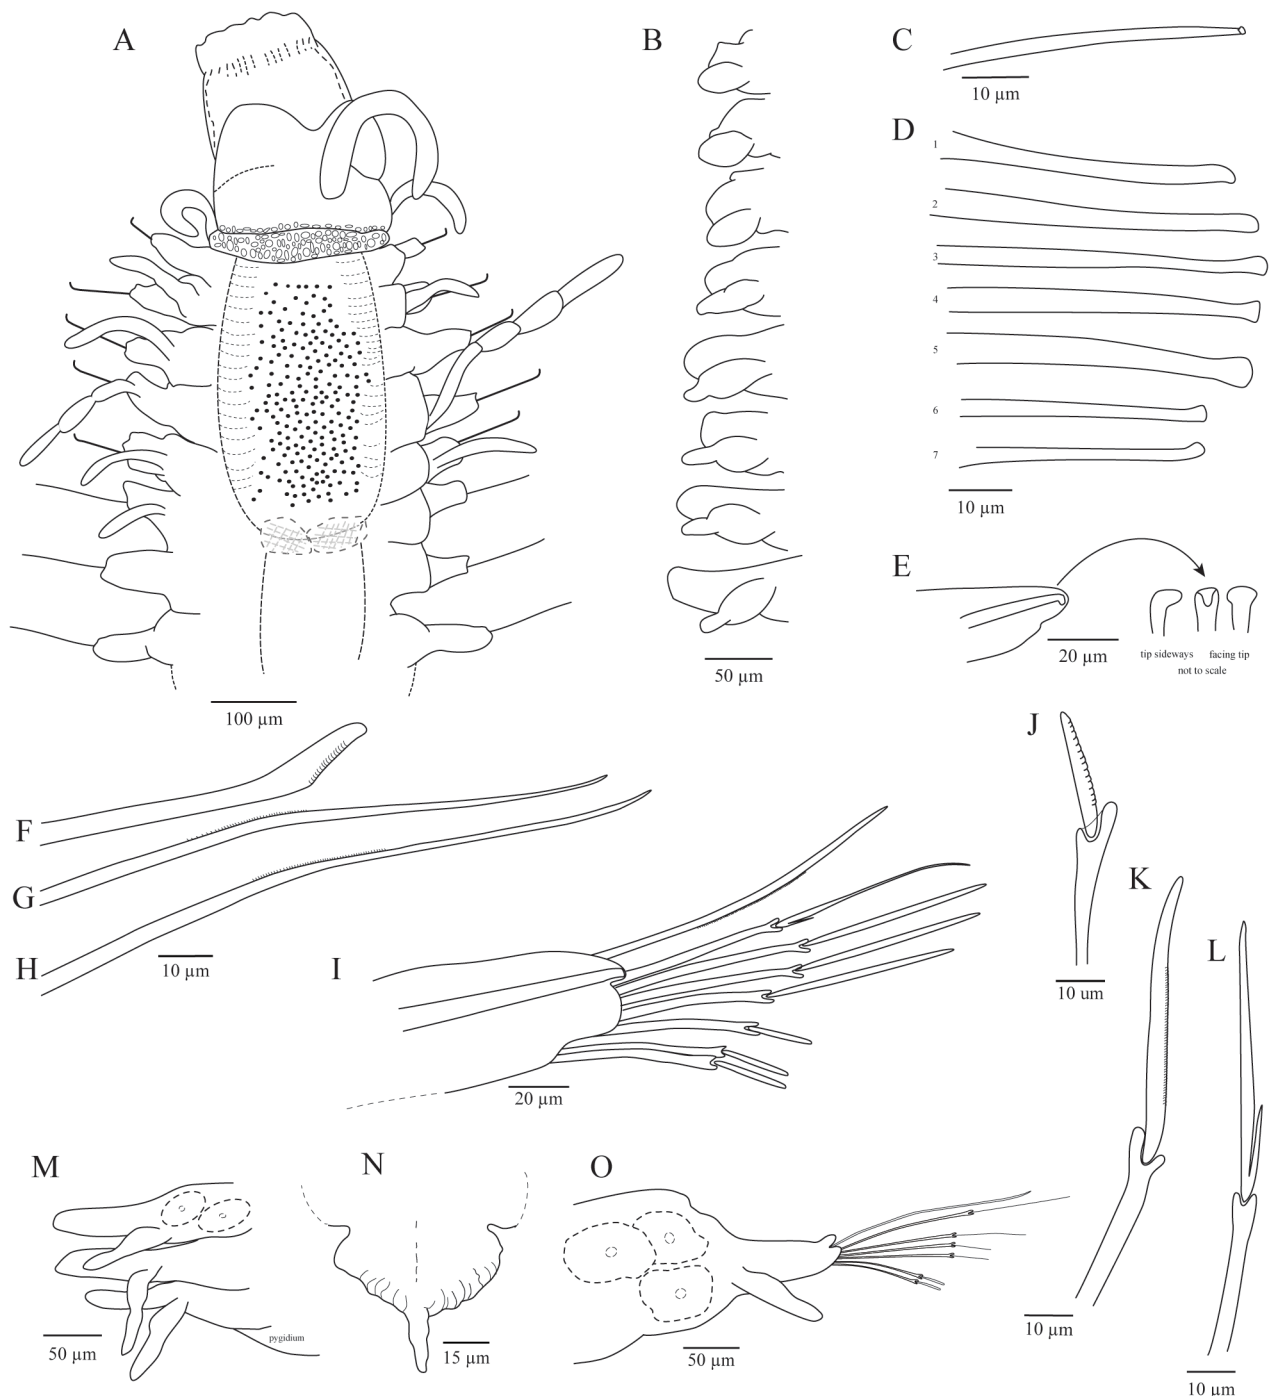 A
B
C
10 µm
D
1
2
3
4
5
6
7
10 µm
E
20 µm
tip sideways
facing tip
not to scale
50 µm
100 µm
F
G
H
10 µm
I
20 µm
J
10 um
K
10 µm
L
10 µm
M
50 µm
pygidium
N
15 µm
O
50 µm